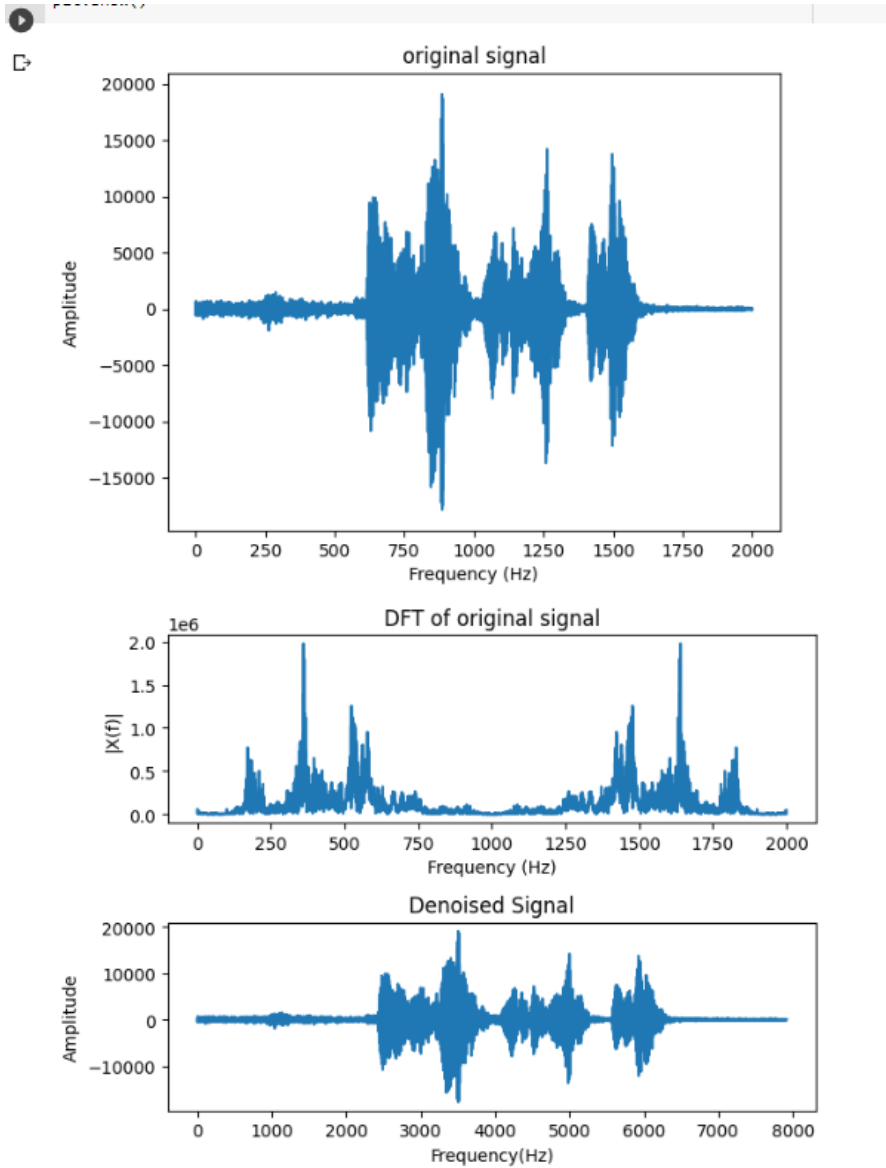 original signal
20000
15000
10000
5000
0
−5000
−10000
−15000
Amplitude
0 250 500 750 1000 1250 1500 1750 2000
Frequency (Hz)
DFT of original signal
1e6
2.0
1.5
1.0
0.5
0.0
|X(f)|
0 250 500 750 1000 1250 1500 1750 2000
Frequency (Hz)
Denoised Signal
20000
10000
0
−10000
Amplitude
0 1000 2000 3000 4000 5000 6000 7000 8000
Frequency(Hz)